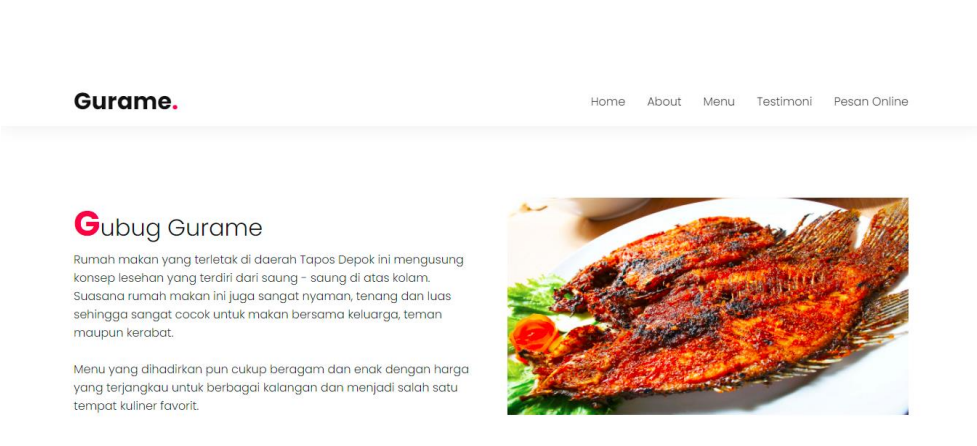 Gurame.
Home About Menu Testimoni Pesan Online
Gubug Gurame
Rumah makan yang terletak di daerah Tapos Depok ini mengusung
konsep lesehan yang terdiri dari saung - saung di atas kolam.
Suasana rumah makan ini juga sangat nyaman, tenang dan luas
sehingga sangat cocok untuk makan bersama keluarga, teman
maupun kerabat.
Menu yang dihadirkan pun cukup beragam dan enak dengan harga
yang terjangkau untuk berbagai kalangan dan menjadi salah satu
tempat kuliner favorit.